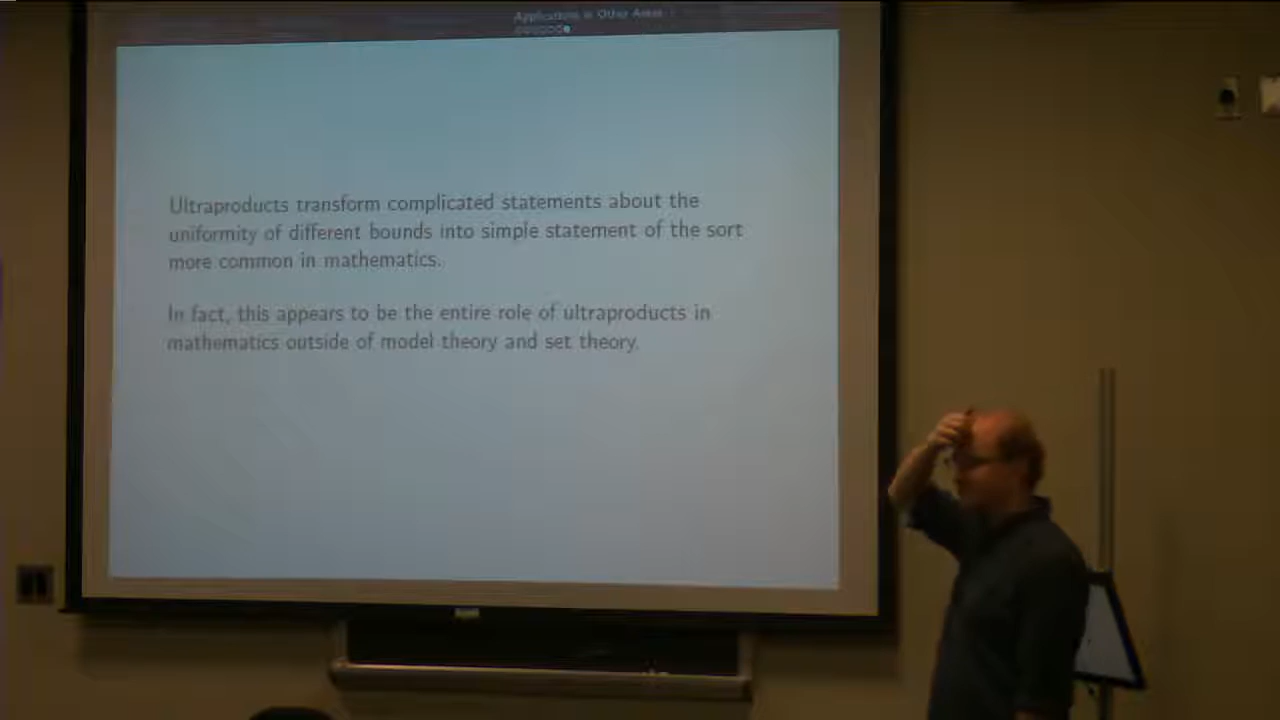 Applications in Other Areas
Ultraproducts transform complicated statements about the
uniformity of different bounds into simple statement of the sort
more common in mathematics.
In fact, this appears to be the entire role of ultraproducts in
mathematics outside of model theory and set theory.